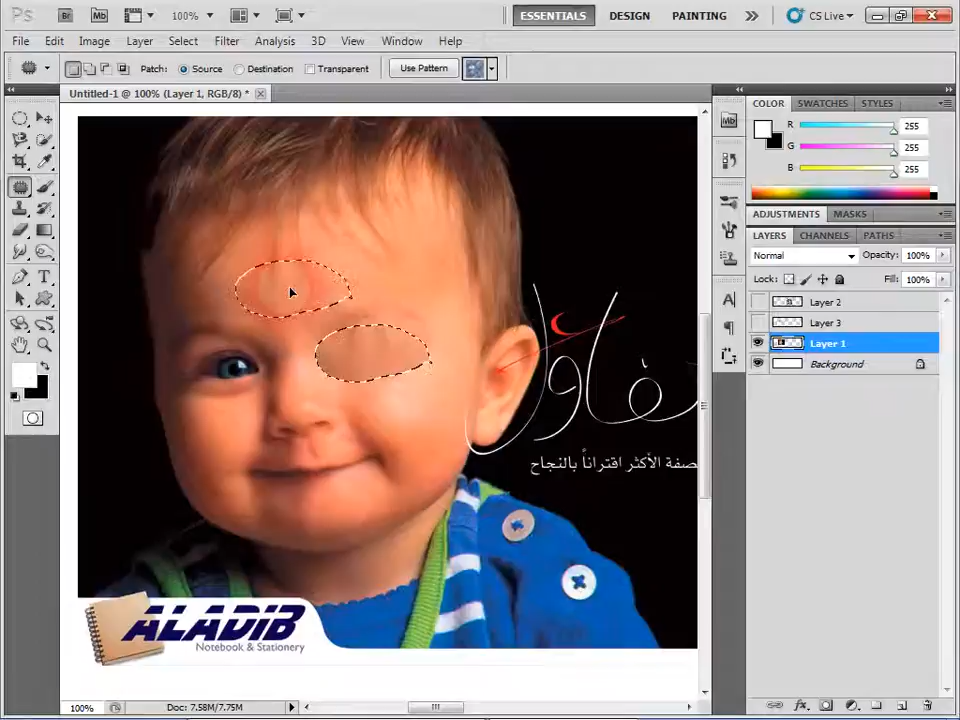 Ps Br Mb 100% ESSENTIALS DESIGN PAINTING CS Live
File Edit Image Layer Select Filter Analysis 3D View Window Help
Patch: Source Destination Transparent Use Pattern
Untitled-1 @ 100% (Layer 1, RGB/8) *
COLOR SWATCHES STYLES
R 255
G 255
B 255
ADJUSTMENTS MASKS
LAYERS CHANNELS PATHS
Normal Opacity: 100%
Lock: Fill: 100%
Layer 2
Layer 3
Layer 1
Background
صفة الأكثر اقتراناً بالنجاح
ALADIB
Notebook & Stationery
100% Doc: 7.58M/7.75M